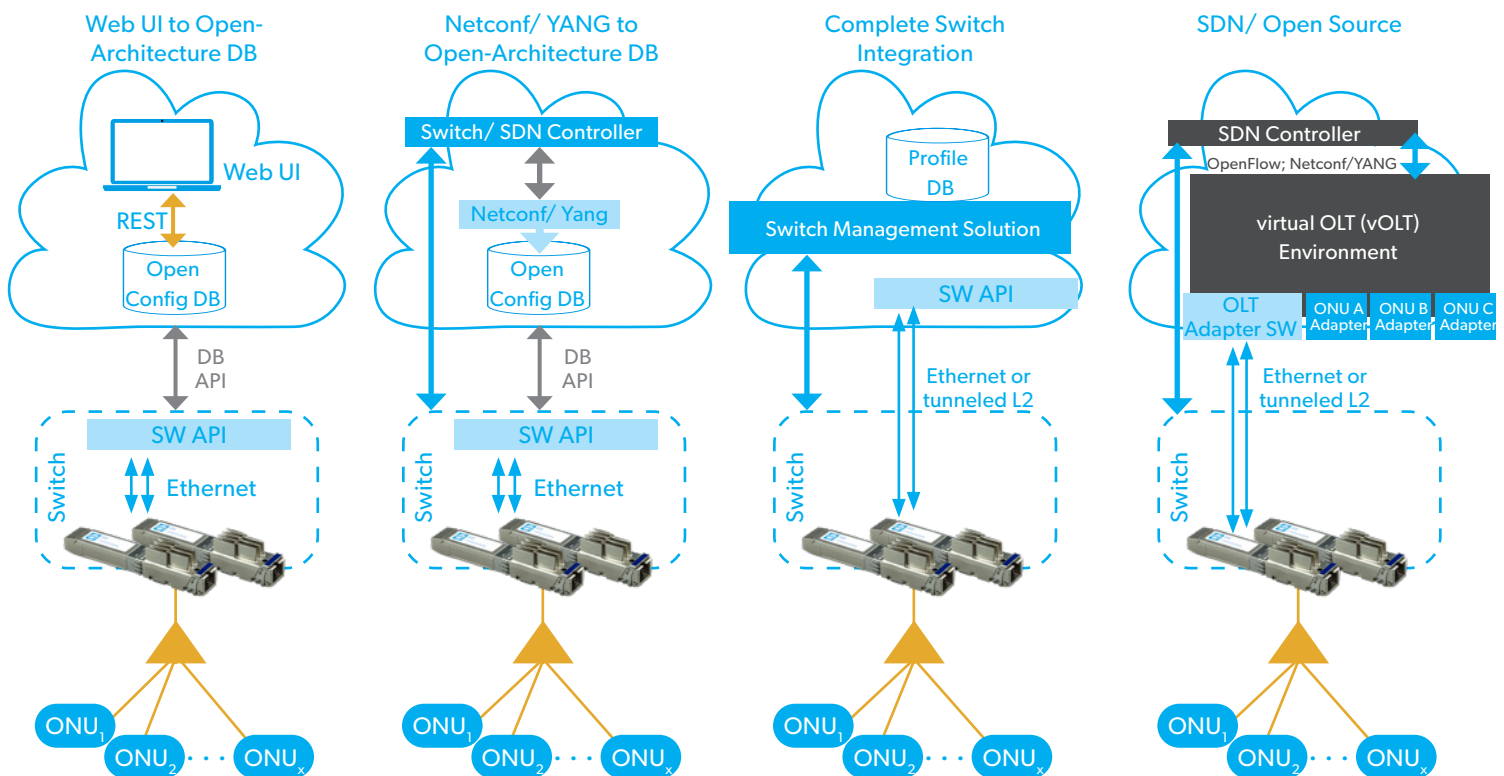 Web UI to Open-
Architecture DB
Web UI
REST
Open
Config DB
DB
API
SW API
Switch
Ethernet
ONU1
ONU2
. . .
ONUx
Netconf/ YANG to
Open-Architecture DB
Switch/ SDN Controller
Netconf/ Yang
Open
Config DB
DB
API
SW API
Switch
Ethernet
ONU1
ONU2
. . .
ONUx
Complete Switch
Integration
Profile
DB
Switch Management Solution
SW API
Ethernet or
tunneled L2
Switch
ONU1
ONU2
. . .
ONUx
SDN/ Open Source
SDN Controller
OpenFlow; Netconf/YANG
virtual OLT (vOLT)
Environment
OLT
Adapter SW
ONU A
Adapter
ONU B
Adapter
ONU C
Adapter
Ethernet or
tunneled L2
Switch
ONU1
ONU2
. . .
ONUx